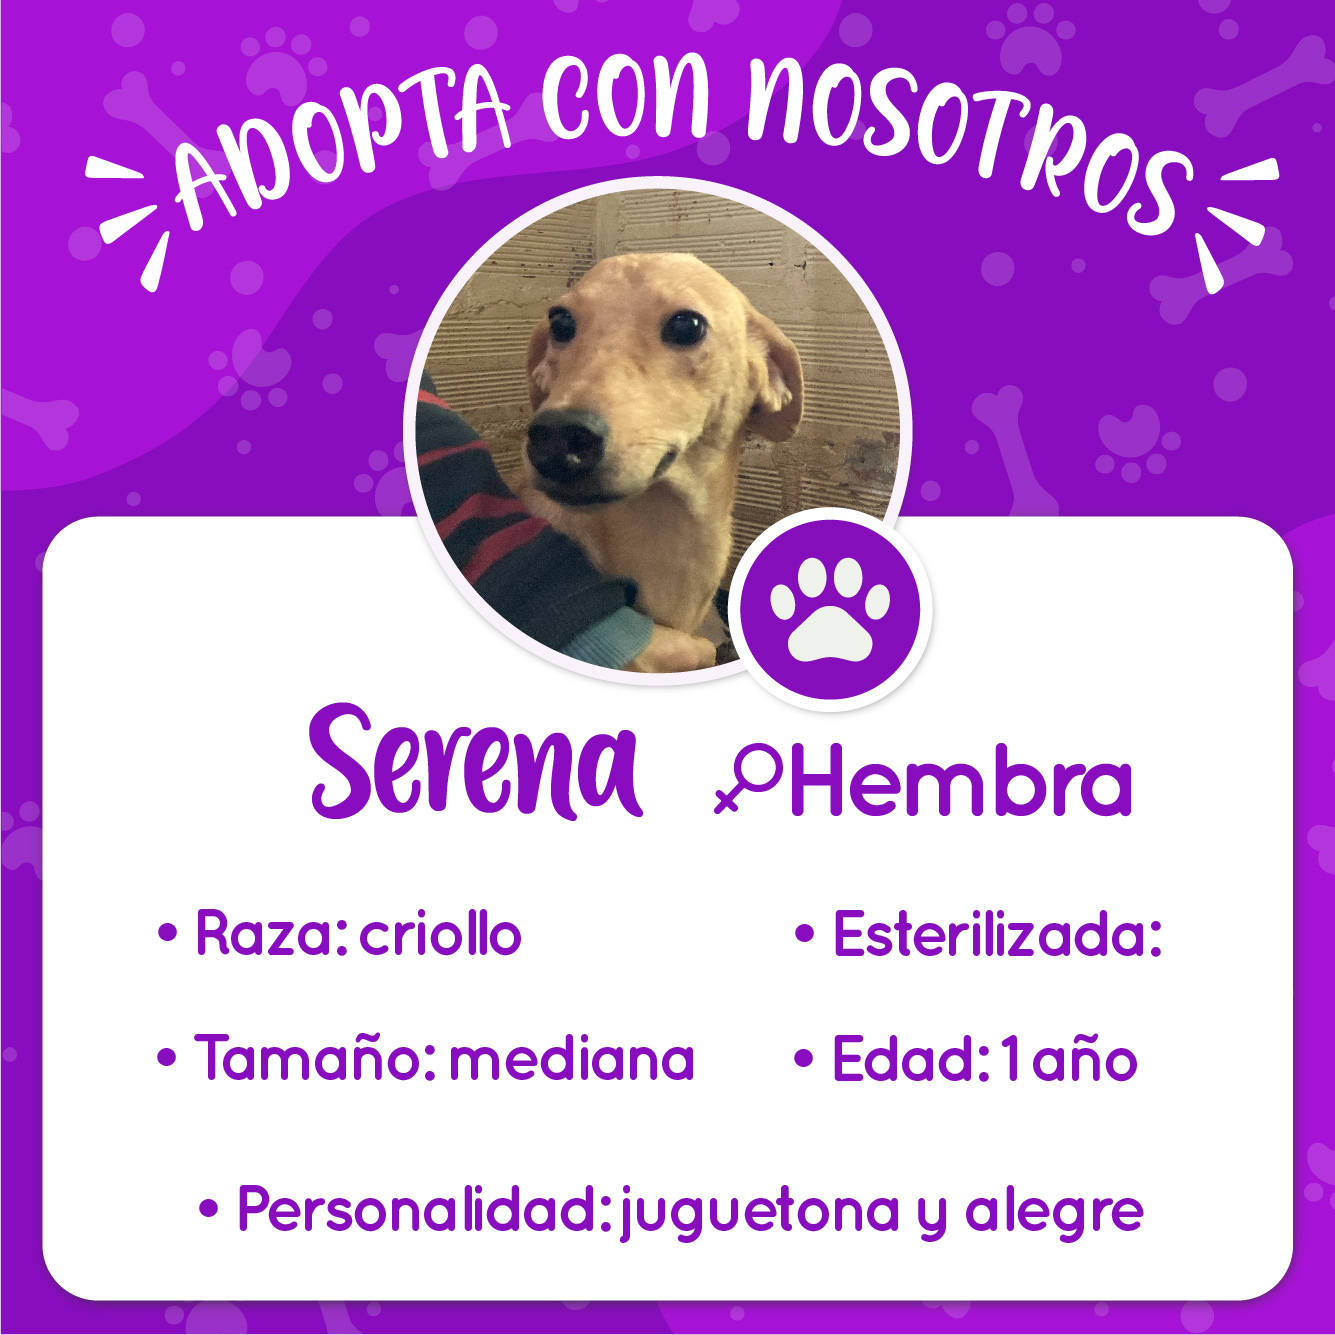 ADOPTA CON NOSOTROS
Serena
Hembra
• Raza: criollo
• Esterilizada:
• Tamaño: mediana
• Edad: 1 año
• Personalidad: juguetona y alegre